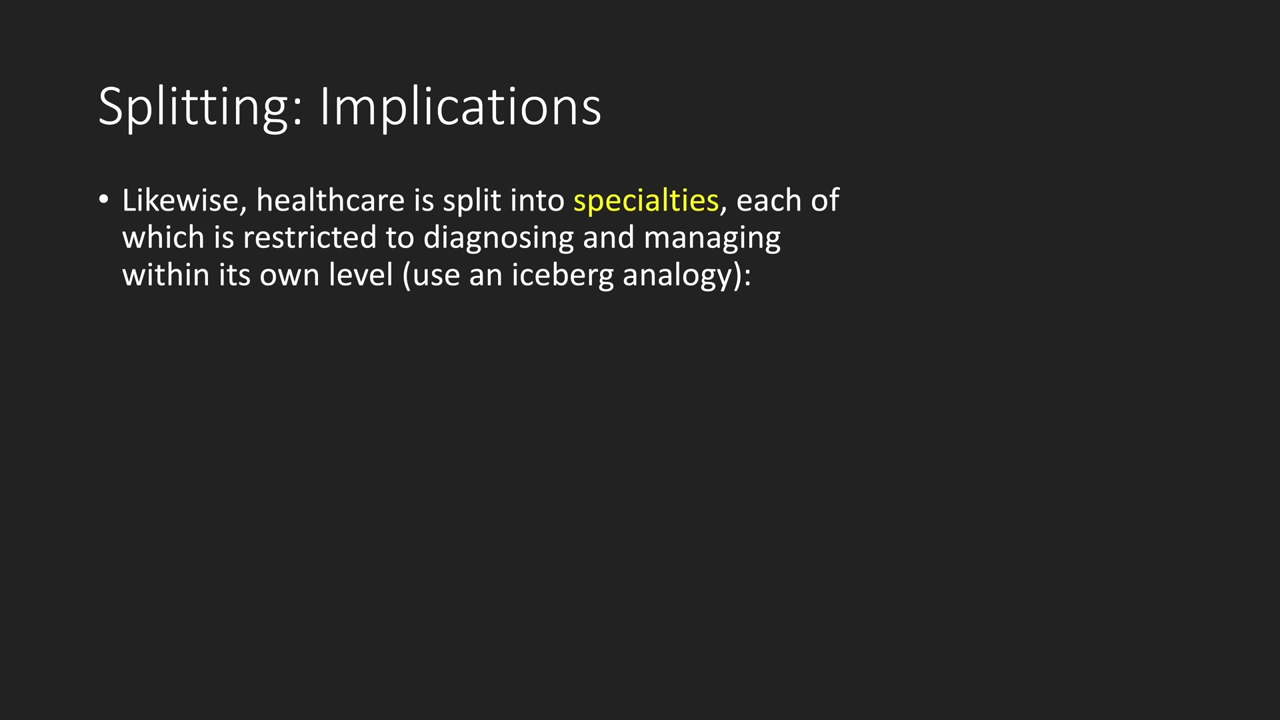 Splitting: Implications
• Likewise, healthcare is split into specialties, each of
which is restricted to diagnosing and managing
within its own level (use an iceberg analogy):